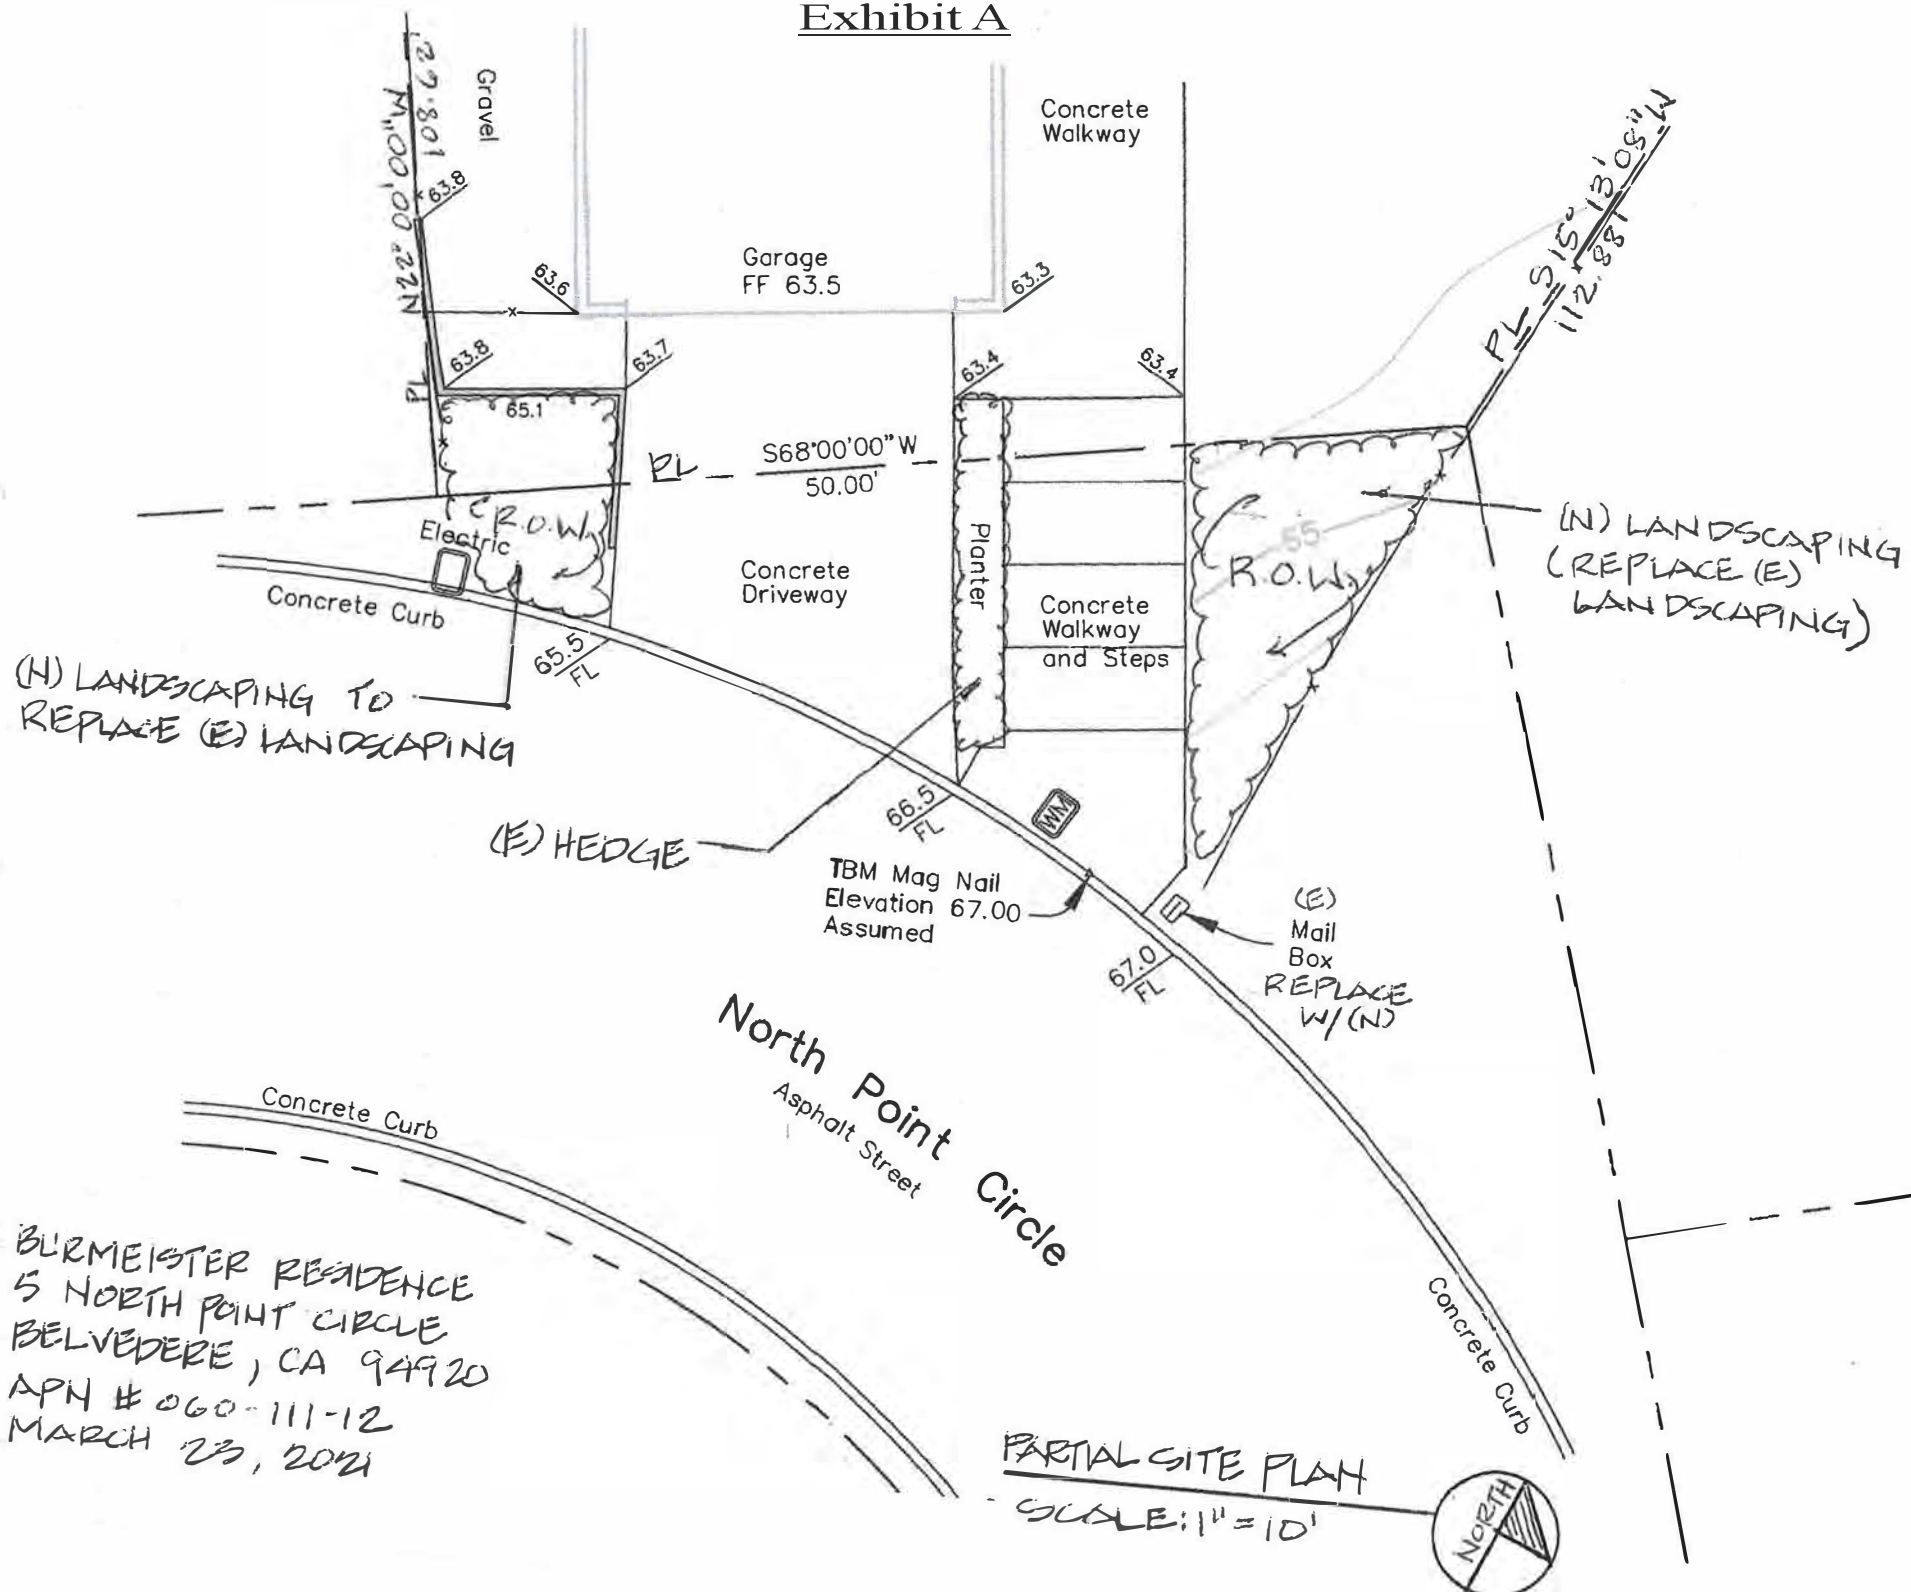 Exhibit A
Gravel
Concrete
Walkway
N22°00'00"W
108.67'
S 15° 13' 08" W
112.88'
PL
63.8
63.6
Garage
FF 63.5
63.3
63.8
63.7
63.4
63.4
PL
65.1
PL
S68°00'00"W
50.00'
R.O.W.
Electric
Concrete Curb
Concrete
Driveway
Planter
Concrete
Walkway
and Steps
55
R.O.W.
(N) LANDSCAPING
(REPLACE (E)
LANDSCAPING)
(N) LANDSCAPING TO
REPLACE (E) LANDSCAPING
65.5
FL
(E) HEDGE
66.5
FL
WM
TBM Mag Nail
Elevation 67.00
Assumed
(E)
Mail
Box
REPLACE
W/(N)
67.0
FL
North Point Circle
Asphalt Street
Concrete Curb
Concrete Curb
BURMEISTER RESIDENCE
5 NORTH POINT CIRCLE
BELVEDERE, CA 94920
APN # 060-111-12
MARCH 23, 2021
PARTIAL SITE PLAN
SCALE: 1" = 10'
NORTH